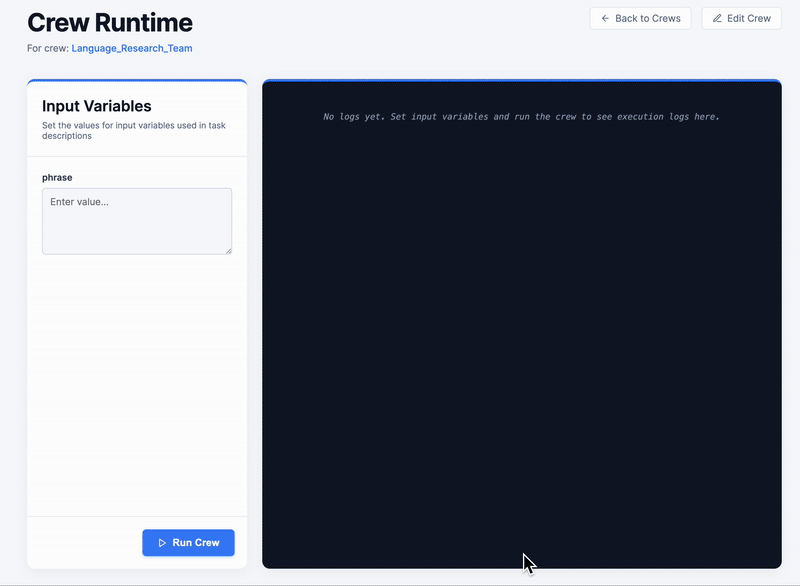 Crew Runtime
← Back to Crews
Edit Crew
For crew: Language_Research_Team
Input Variables
Set the values for input variables used in task
descriptions
phrase
Enter value...
Run Crew
No logs yet. Set input variables and run the crew to see execution logs here.